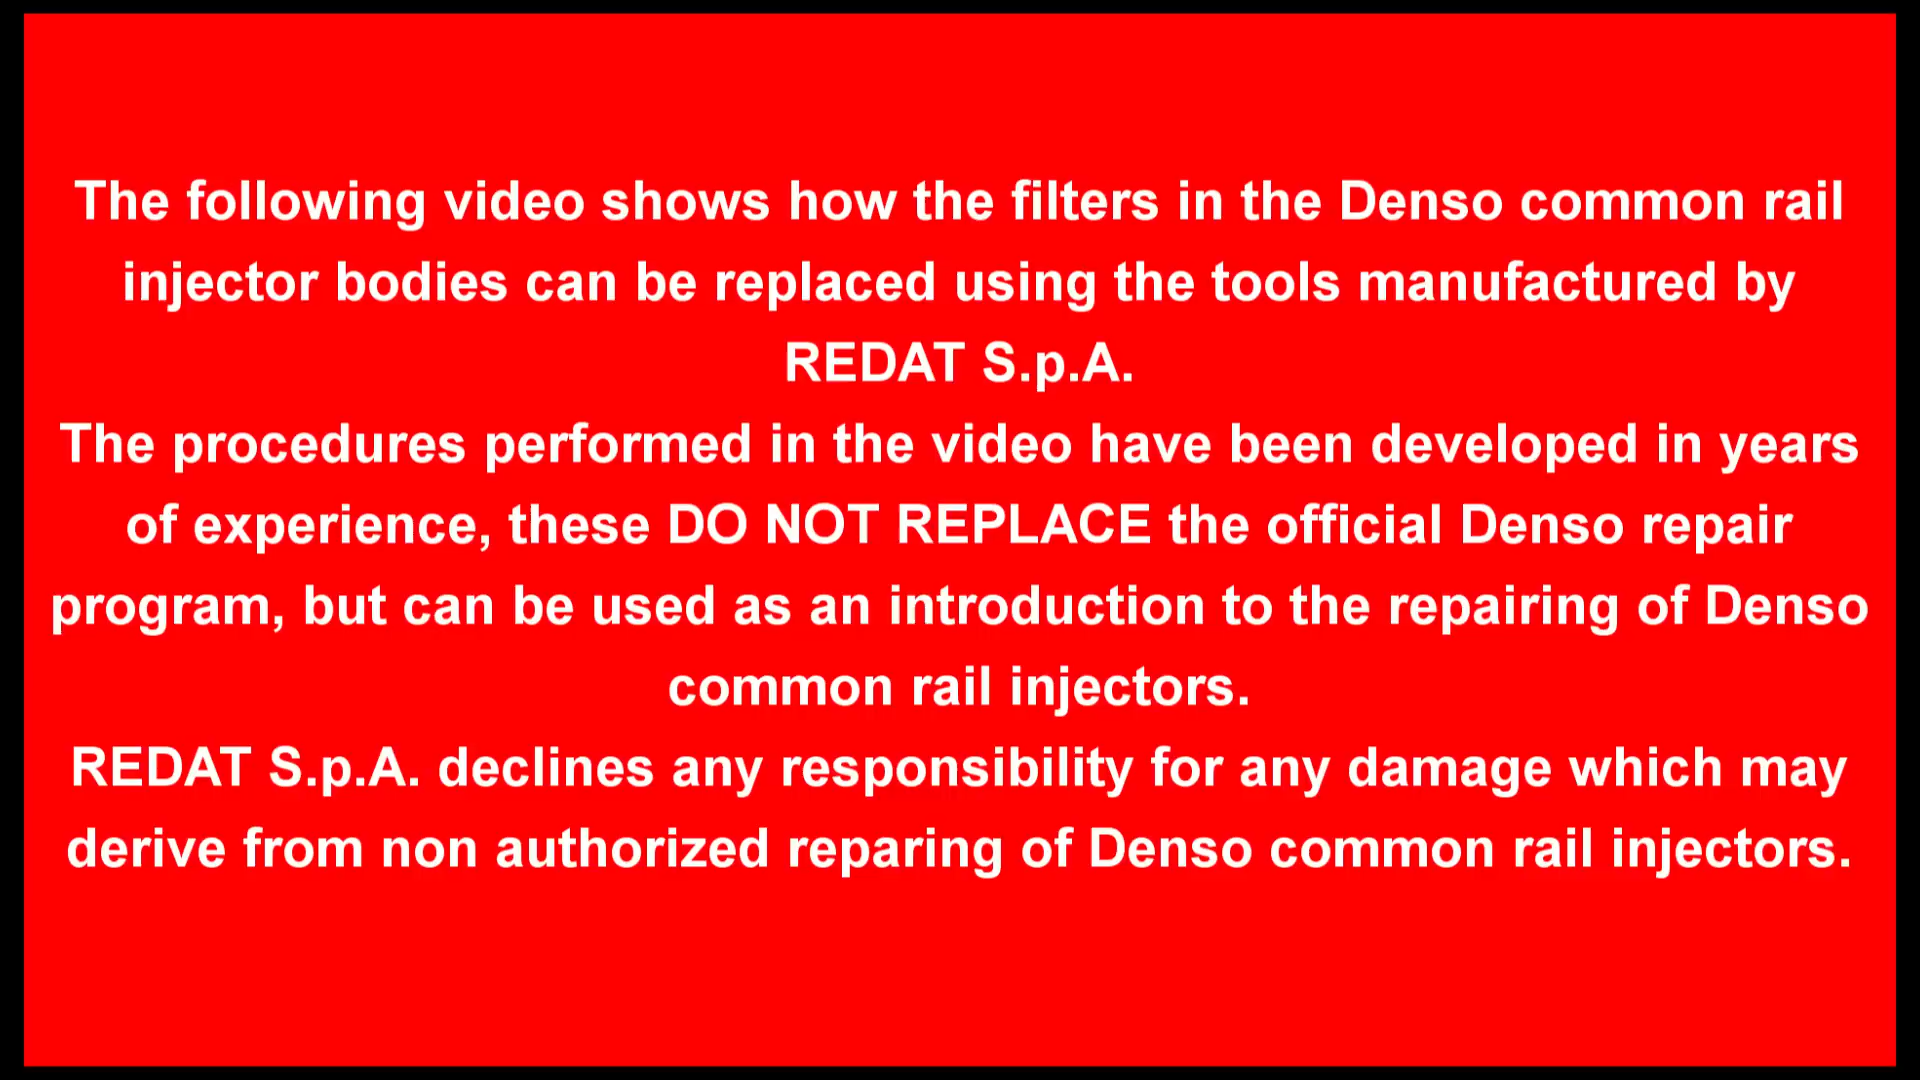 The following video shows how the filters in the Denso common rail
injector bodies can be replaced using the tools manufactured by
REDAT S.p.A.
The procedures performed in the video have been developed in years
of experience, these DO NOT REPLACE the official Denso repair
program, but can be used as an introduction to the repairing of Denso
common rail injectors.
REDAT S.p.A. declines any responsibility for any damage which may
derive from non authorized reparing of Denso common rail injectors.